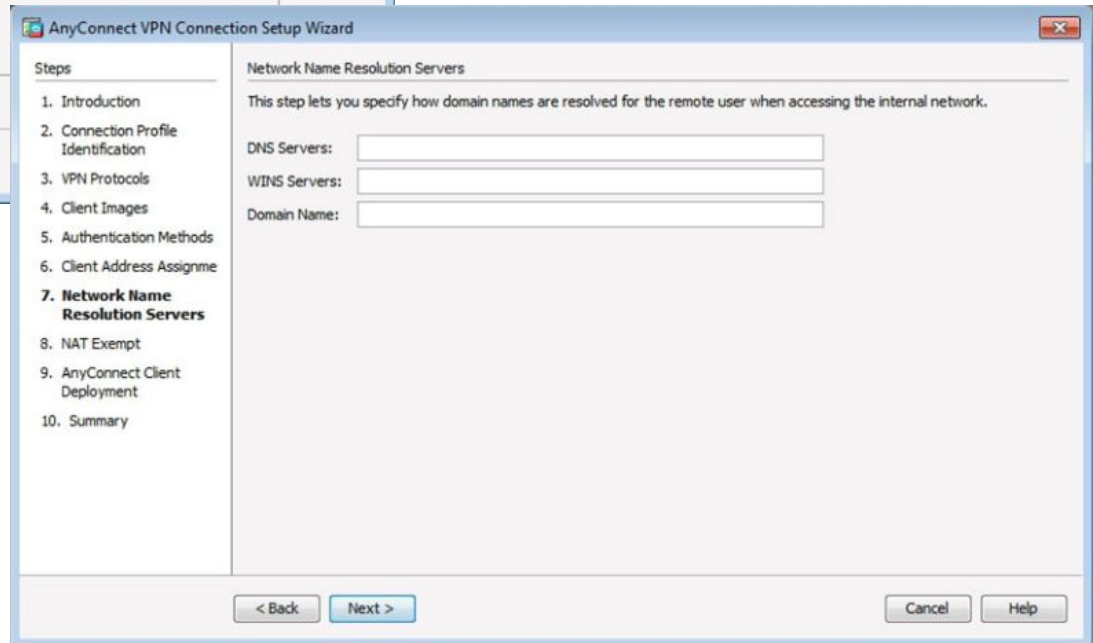 AnyConnect VPN Connection Setup Wizard
Steps
1. Introduction
2. Connection Profile
Identification
3. VPN Protocols
4. Client Images
5. Authentication Methods
6. Client Address Assignme
7. Network Name
Resolution Servers
8. NAT Exempt
9. AnyConnect Client
Deployment
10. Summary
Network Name Resolution Servers
This step lets you specify how domain names are resolved for the remote user when accessing the internal network.
DNS Servers:
WINS Servers:
Domain Name:
< Back
Next >
Cancel
Help